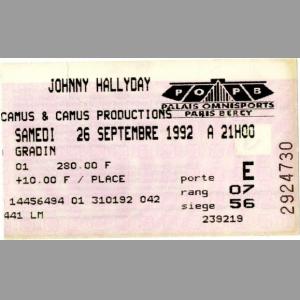 JOHNNY HALLYDAY
POPB
PALAIS OMNISPORTS
PARIS BERCY
CAMUS & CAMUS PRODUCTIONS
SAMEDI 26 SEPTEMBRE 1992 A 21H00
GRADIN
01 280.00 F
+10.00 F / PLACE
porte E
rang 07
siege 56
14456494 01 310192 042
441 LM
239219
2924730